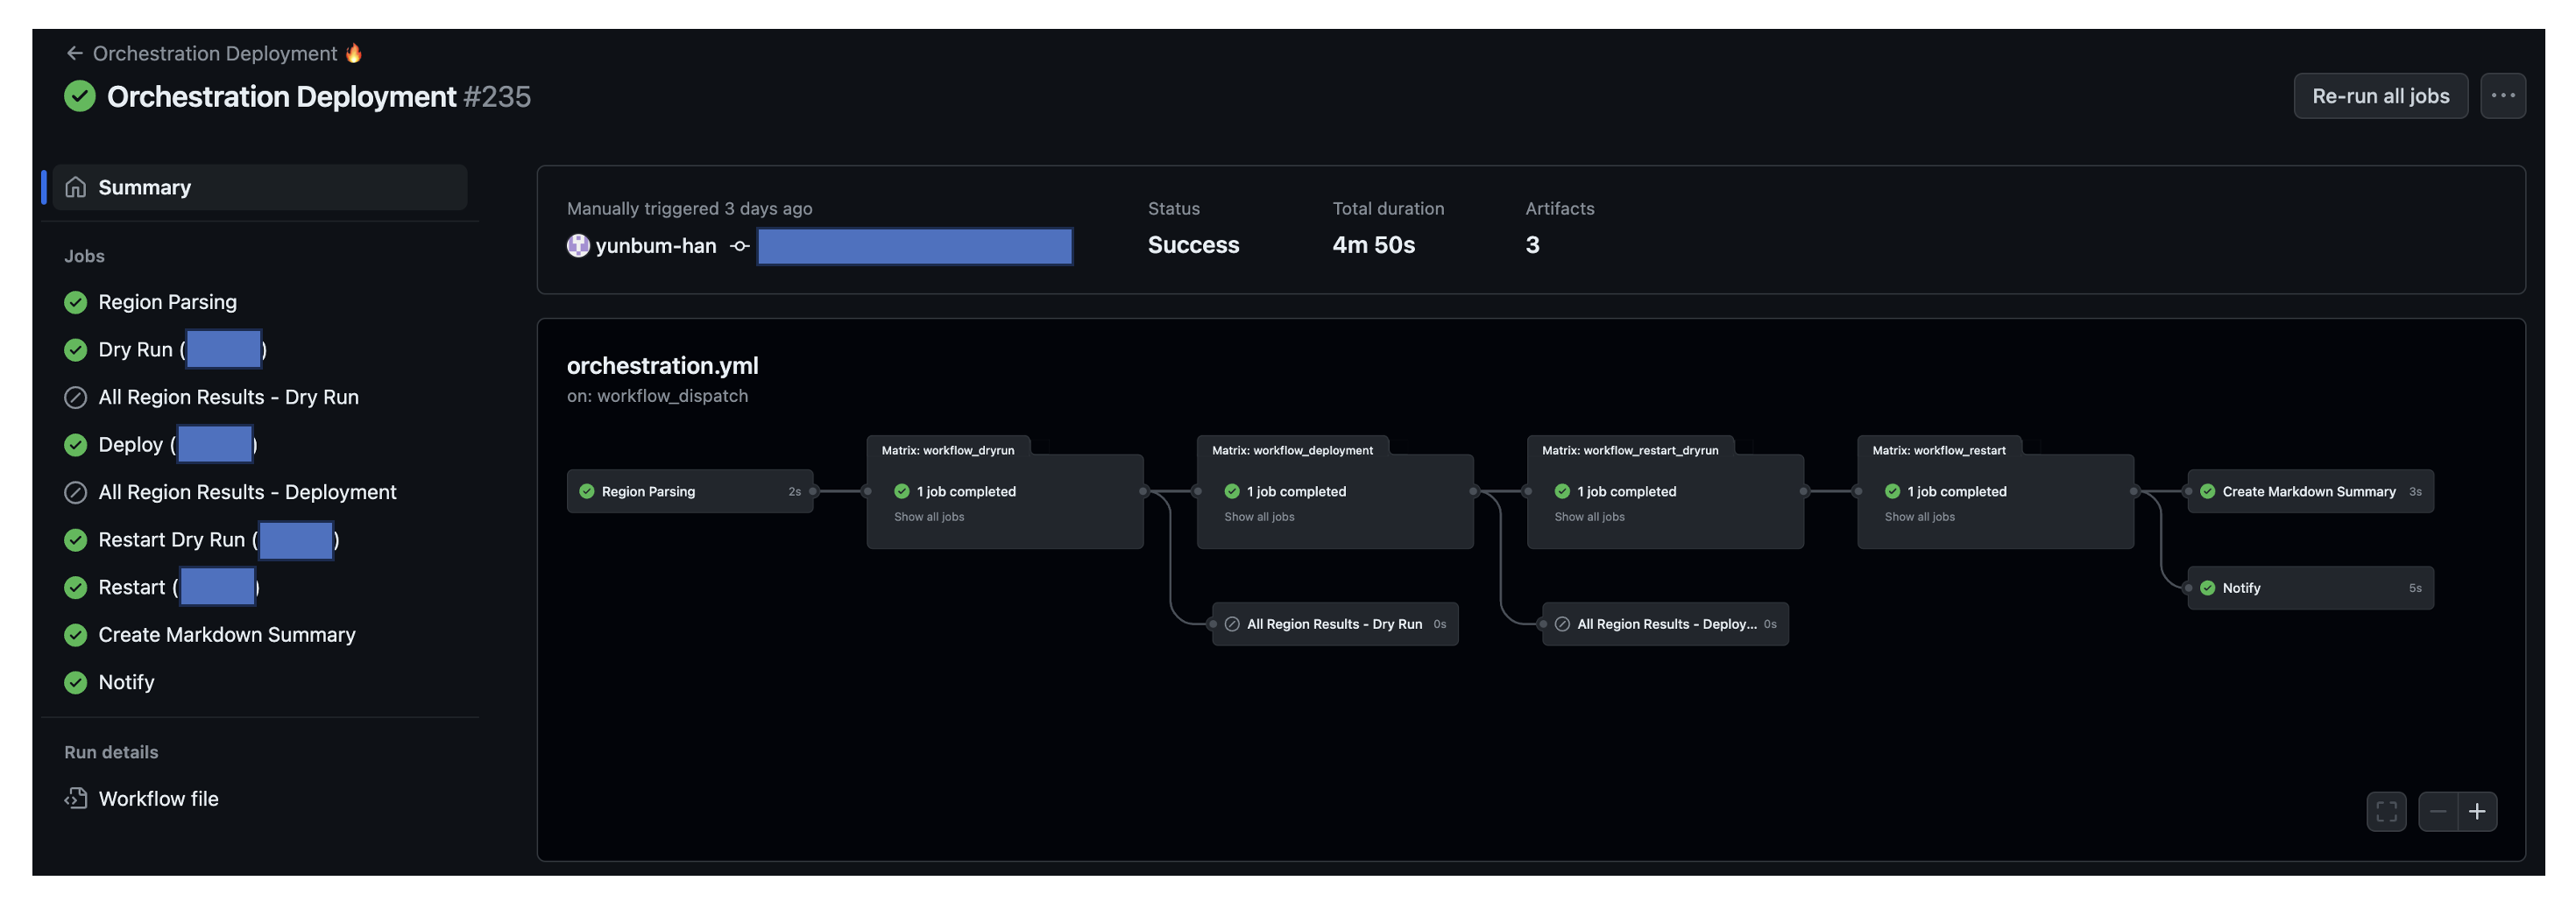 ← Orchestration Deployment 🔥
Orchestration Deployment #235
Re-run all jobs
Summary
Jobs
Region Parsing
Dry Run ( )
All Region Results - Dry Run
Deploy ( )
All Region Results - Deployment
Restart Dry Run ( )
Restart ( )
Create Markdown Summary
Notify
Run details
Workflow file
Manually triggered 3 days ago
yunbum-han
Status
Success
Total duration
4m 50s
Artifacts
3
orchestration.yml
on: workflow_dispatch
Region Parsing 2s
Matrix: workflow_dryrun
1 job completed
Show all jobs
Matrix: workflow_deployment
1 job completed
Show all jobs
Matrix: workflow_restart_dryrun
1 job completed
Show all jobs
Matrix: workflow_restart
1 job completed
Show all jobs
Create Markdown Summary 3s
Notify 5s
All Region Results - Dry Run 0s
All Region Results - Deploy... 0s